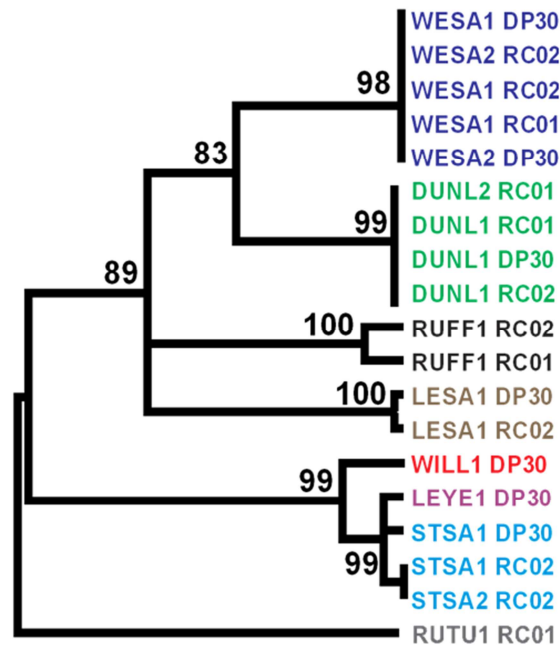 WESA1 DP30
WESA2 RC02
98
WESA1 RC02
WESA1 RC01
83
WESA2 DP30
DUNL2 RC01
99
DUNL1 RC01
DUNL1 DP30
89
DUNL1 RC02
100
RUFF1 RC02
RUFF1 RC01
100
LESA1 DP30
LESA1 RC02
WILL1 DP30
99
LEYE1 DP30
STSA1 DP30
99
STSA1 RC02
STSA2 RC02
RUTU1 RC01